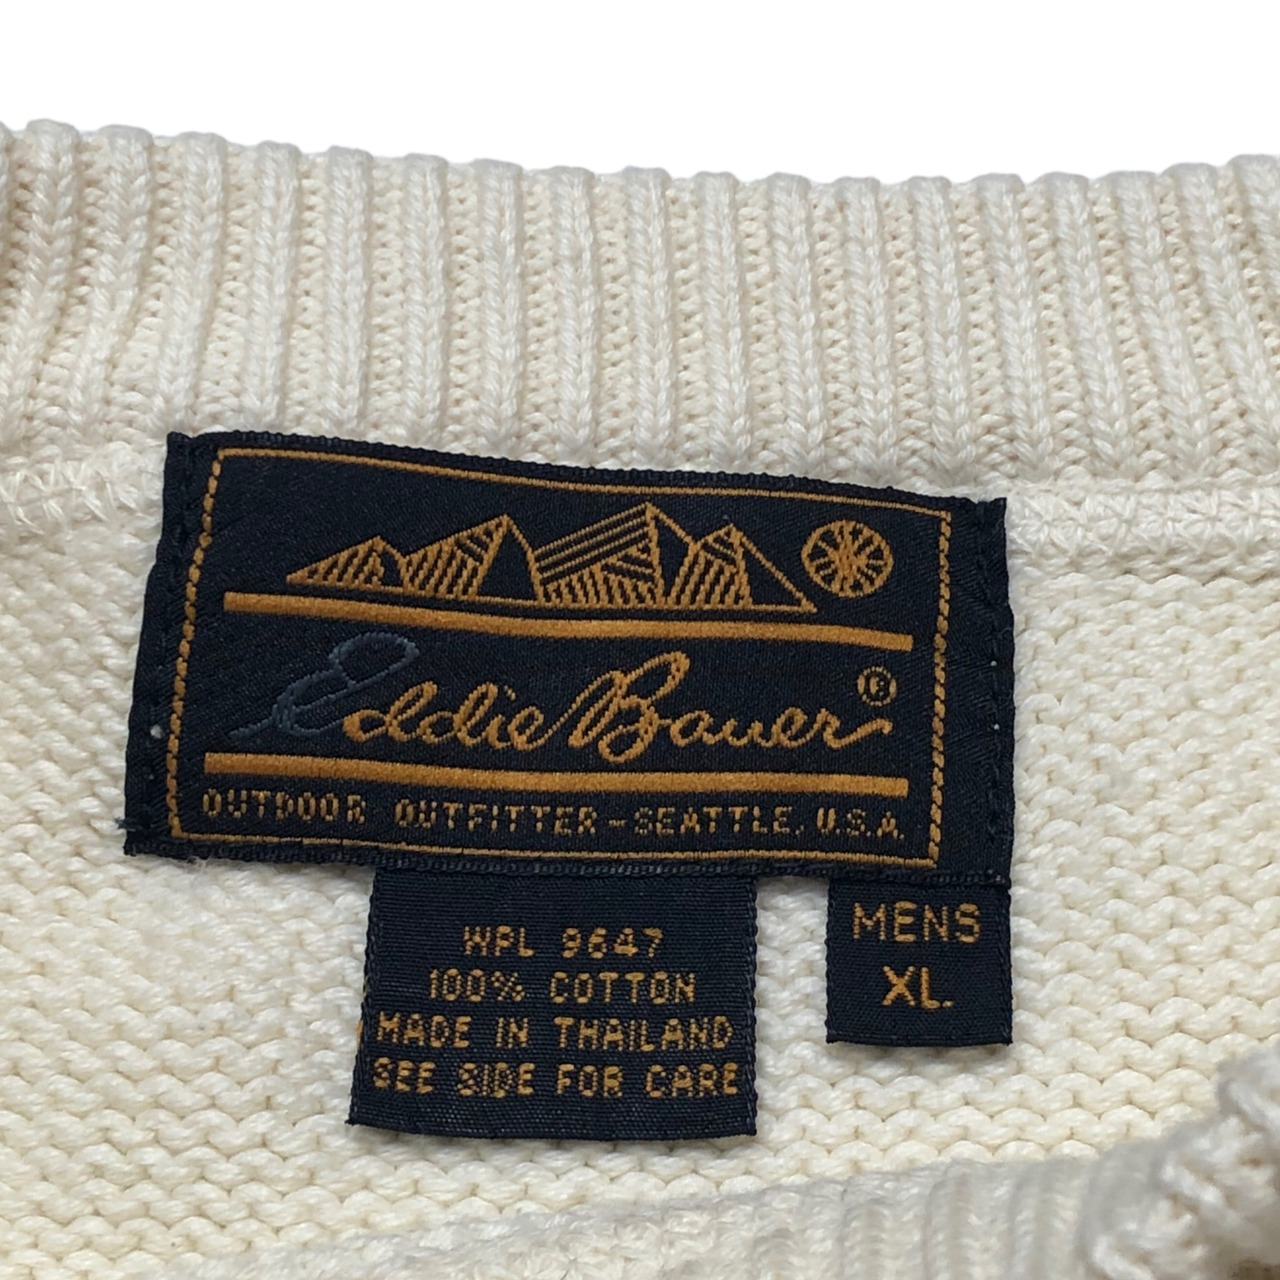 Eddie Bauer®
OUTDOOR OUTFITTER-SEATTLE, U.S.A.
WPL 9647
100% COTTON
MADE IN THAILAND
SEE SIDE FOR CARE
MENS
XL.